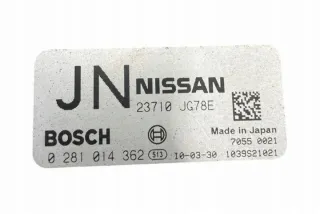 JN NISSAN
23710 JG78E
BOSCH
Made in Japan
7055 0021
0 281 014 362 513 10-03-30 1039S21021